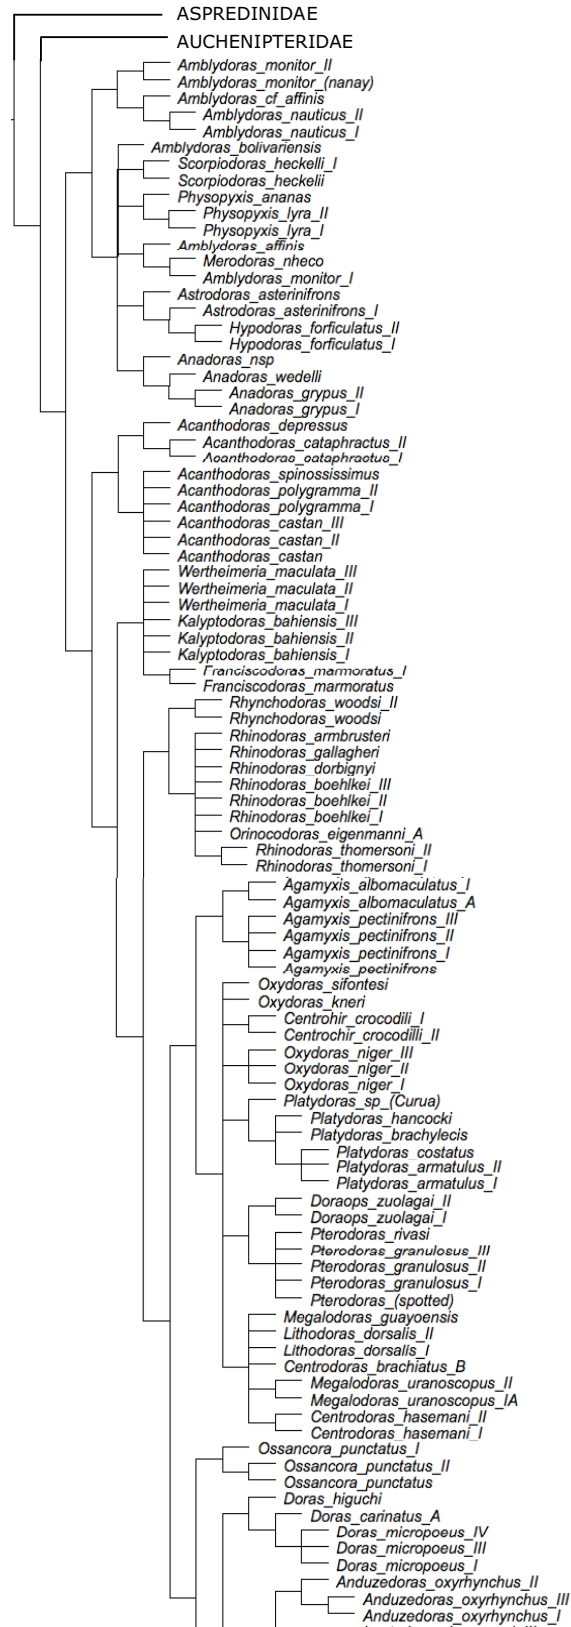 ASPREDINIDAE
AUCHENIPTERIDAE
Amblydoras_monitor_II
Amblydoras_monitor_(nanay)
Amblydoras_cf_affinis
Amblydoras_nauticus_II
Amblydoras_nauticus_I
Amblydoras_bolivariensis
Scorpiodoras_heckelli_I
Scorpiodoras_heckelii
Physopyxis_ananas
Physopyxis_lyra_II
Physopyxis_lyra_I
Amblydoras_affinis
Merodoras_nheco
Amblydoras_monitor_I
Astrodoras_asterinifrons
Astrodoras_asterinifrons_I
Hypodoras_forficulatus_II
Hypodoras_forficulatus_I
Anadoras_nsp
Anadoras_wedelli
Anadoras_grypus_II
Anadoras_grypus_I
Acanthodoras_depressus
Acanthodoras_cataphractus_II
Acanthodoras_cataphractus_I
Acanthodoras_spinossissimus
Acanthodoras_polygramma_II
Acanthodoras_polygramma_I
Acanthodoras_castan_III
Acanthodoras_castan_II
Acanthodoras_castan
Wertheimeria_maculata_III
Wertheimeria_maculata_II
Wertheimeria_maculata_I
Kalyptodoras_bahiensis_III
Kalyptodoras_bahiensis_II
Kalyptodoras_bahiensis_I
Franciscodoras_marmoratus_I
Franciscodoras_marmoratus
Rhynchodoras_woodsi_II
Rhynchodoras_woodsi
Rhinodoras_armbrusteri
Rhinodoras_gallagheri
Rhinodoras_dorbignyi
Rhinodoras_boehlkei_III
Rhinodoras_boehlkei_II
Rhinodoras_boehlkei_I
Orinocodoras_eigenmanni_A
Rhinodoras_thomersoni_II
Rhinodoras_thomersoni_I
Agamyxis_albomaculatus_I
Agamyxis_albomaculatus_A
Agamyxis_pectinifrons_III
Agamyxis_pectinifrons_II
Agamyxis_pectinifrons_I
Agamyxis_pectinifrons
Oxydoras_sifontesi
Oxydoras_kneri
Centrohir_crocodili_I
Centrochir_crocodilli_II
Oxydoras_niger_III
Oxydoras_niger_II
Oxydoras_niger_I
Platydoras_sp_(Curua)
Platydoras_hancocki
Platydoras_brachylecis
Platydoras_costatus
Platydoras_armatulus_II
Platydoras_armatulus_I
Doraops_zuolagai_II
Doraops_zuolagai_I
Pterodoras_rivasi
Pterodoras_granulosus_III
Pterodoras_granulosus_II
Pterodoras_granulosus_I
Pterodoras_(spotted)
Megalodoras_guayoensis
Lithodoras_dorsalis_II
Lithodoras_dorsalis_I
Centrodoras_brachiatus_B
Megalodoras_uranoscopus_II
Megalodoras_uranoscopus_IA
Centrodoras_hasemani_II
Centrodoras_hasemani_I
Ossancora_punctatus_I
Ossancora_punctatus_II
Ossancora_punctatus
Doras_higuchi
Doras_carinatus_A
Doras_micropoeus_IV
Doras_micropoeus_III
Doras_micropoeus_I
Anduzedoras_oxyrhynchus_II
Anduzedoras_oxyrhynchus_III
Anduzedoras_oxyrhynchus_I